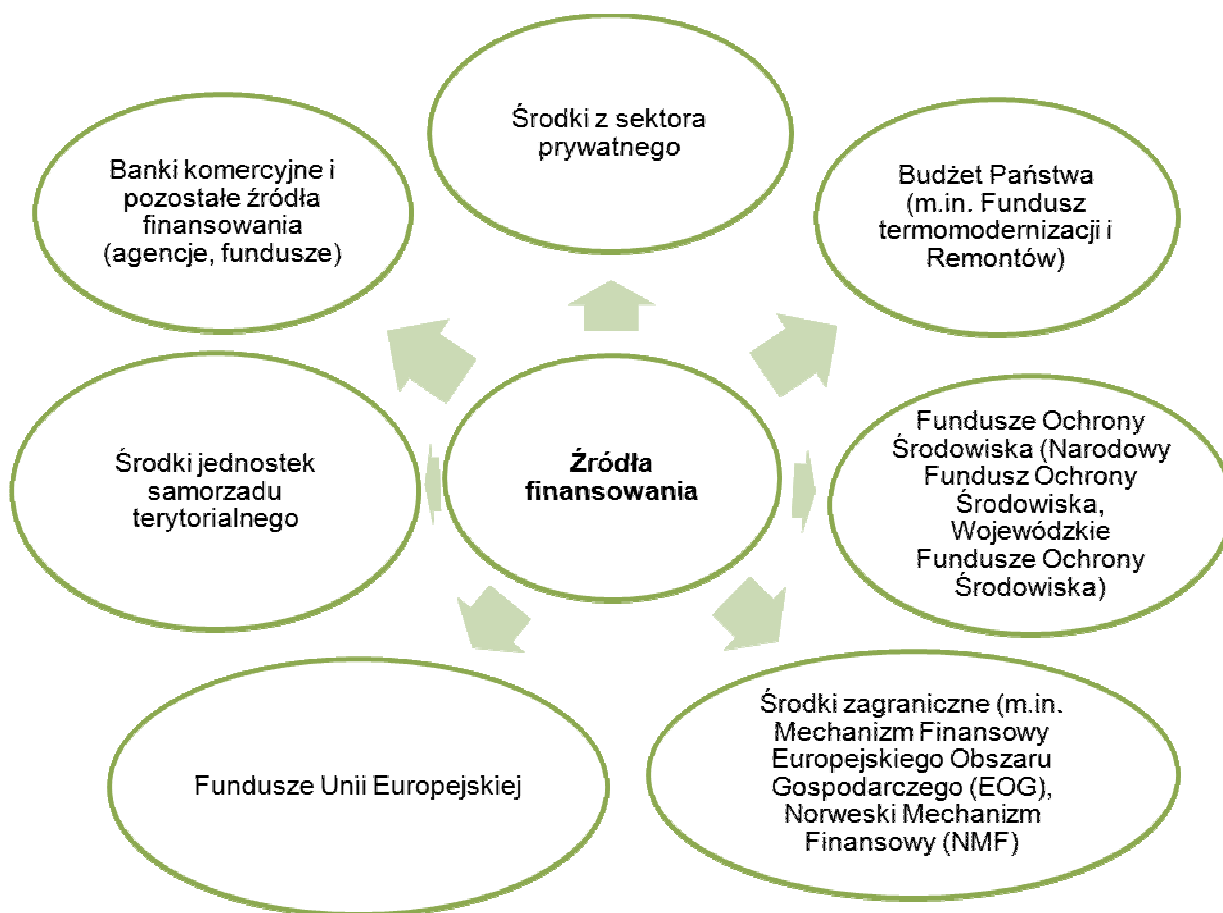 Środki z sektora
prywatnego
Banki komercyjne i
pozostałe źródła
finansowania
(agencje, fundusze)
Budżet Państwa
(m.in. Fundusz
termomodernizacji i
Remontów)
Środki jednostek
samorzadu
terytorialnego
Źródła
finansowania
Fundusze Ochrony
Środowiska (Narodowy
Fundusz Ochrony
Środowiska,
Wojewódzkie
Fundusze Ochrony
Środowiska)
Fundusze Unii Europejskiej
Środki zagraniczne (m.in.
Mechanizm Finansowy
Europejskiego Obszaru
Gospodarczego (EOG),
Norweski Mechanizm
Finansowy (NMF)